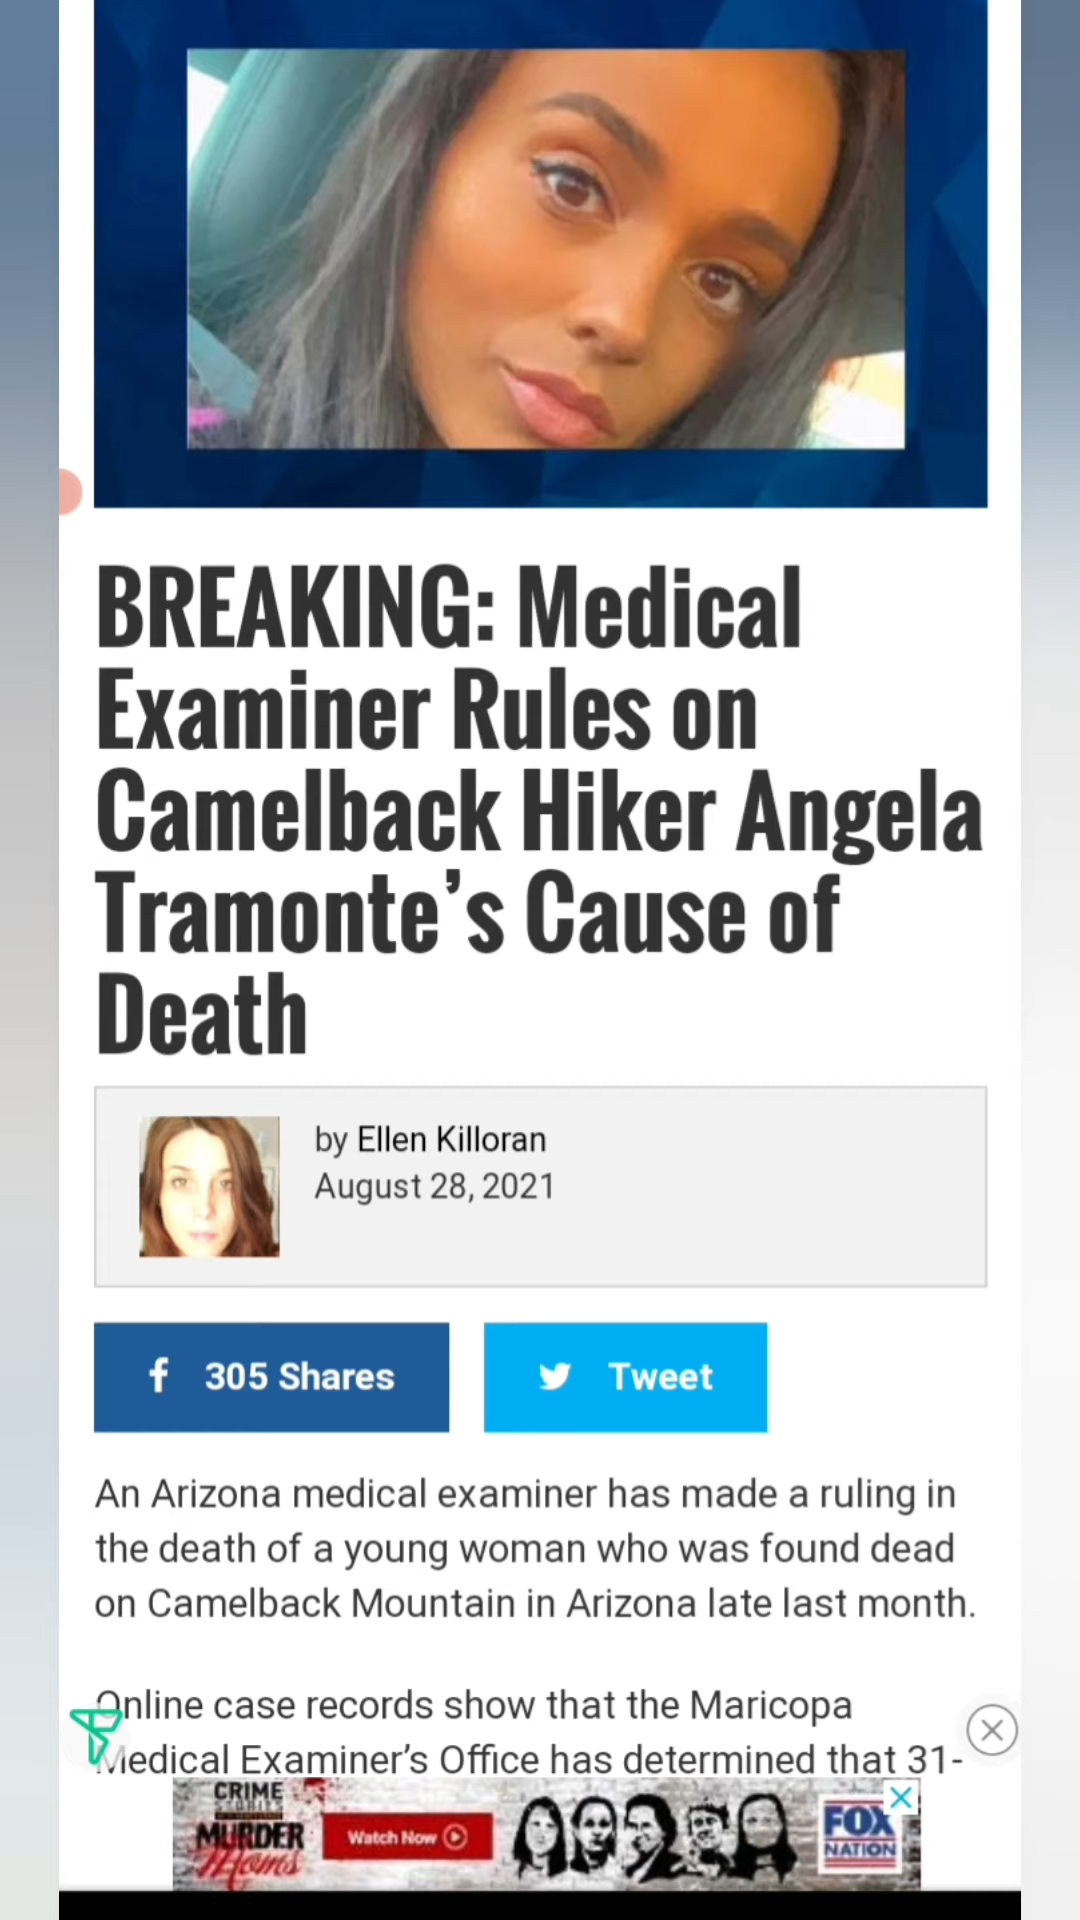 BREAKING: Medical
Examiner Rules on
Camelback Hiker Angela
Tramonte’s Cause of
Death
by Ellen Killoran
August 28, 2021
f 305 Shares
Tweet
An Arizona medical examiner has made a ruling in
the death of a young woman who was found dead
on Camelback Mountain in Arizona late last month.
Online case records show that the Maricopa
Medical Examiner’s Office has determined that 31-
CRIME
STORIES
MURDER
Moms
Watch Now
FOX
NATION